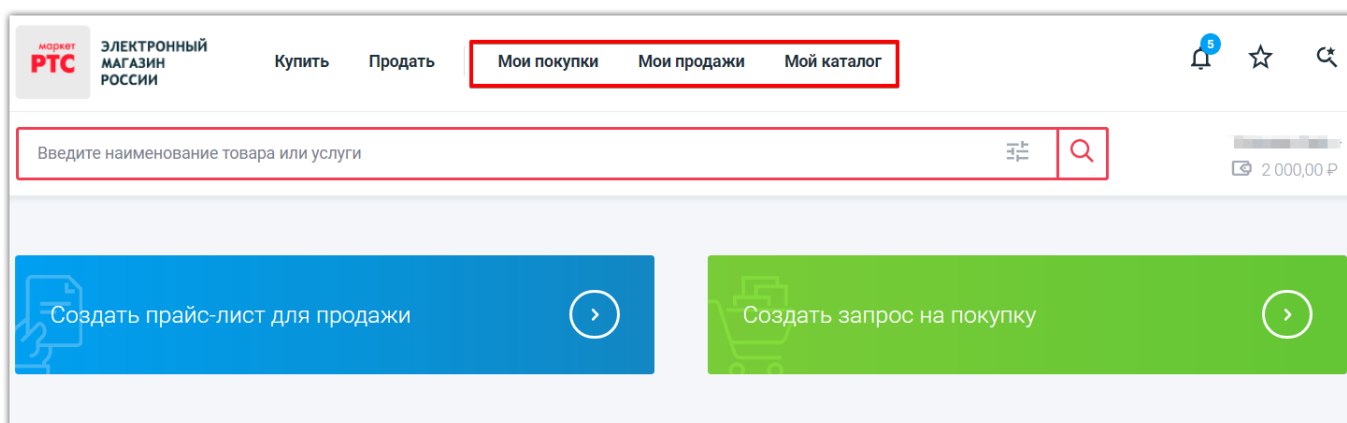 маркет
РТС
ЭЛЕКТРОННЫЙ
МАГАЗИН
РОССИИ
Купить
Продать
Мои покупки
Мои продажи
Мой каталог
5
Введите наименование товара или услуги
2 000,00 ₽
Создать прайс-лист для продажи
Создать запрос на покупку